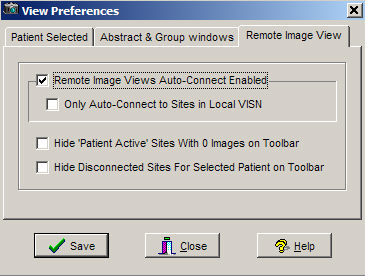 View Preferences
Patient Selected
Abstract & Group windows
Remote Image View
Remote Image Views Auto-Connect Enabled
Only Auto-Connect to Sites in Local VISN
Hide 'Patient Active' Sites With 0 Images on Toolbar
Hide Disconnected Sites For Selected Patient on Toolbar
Save
Close
Help